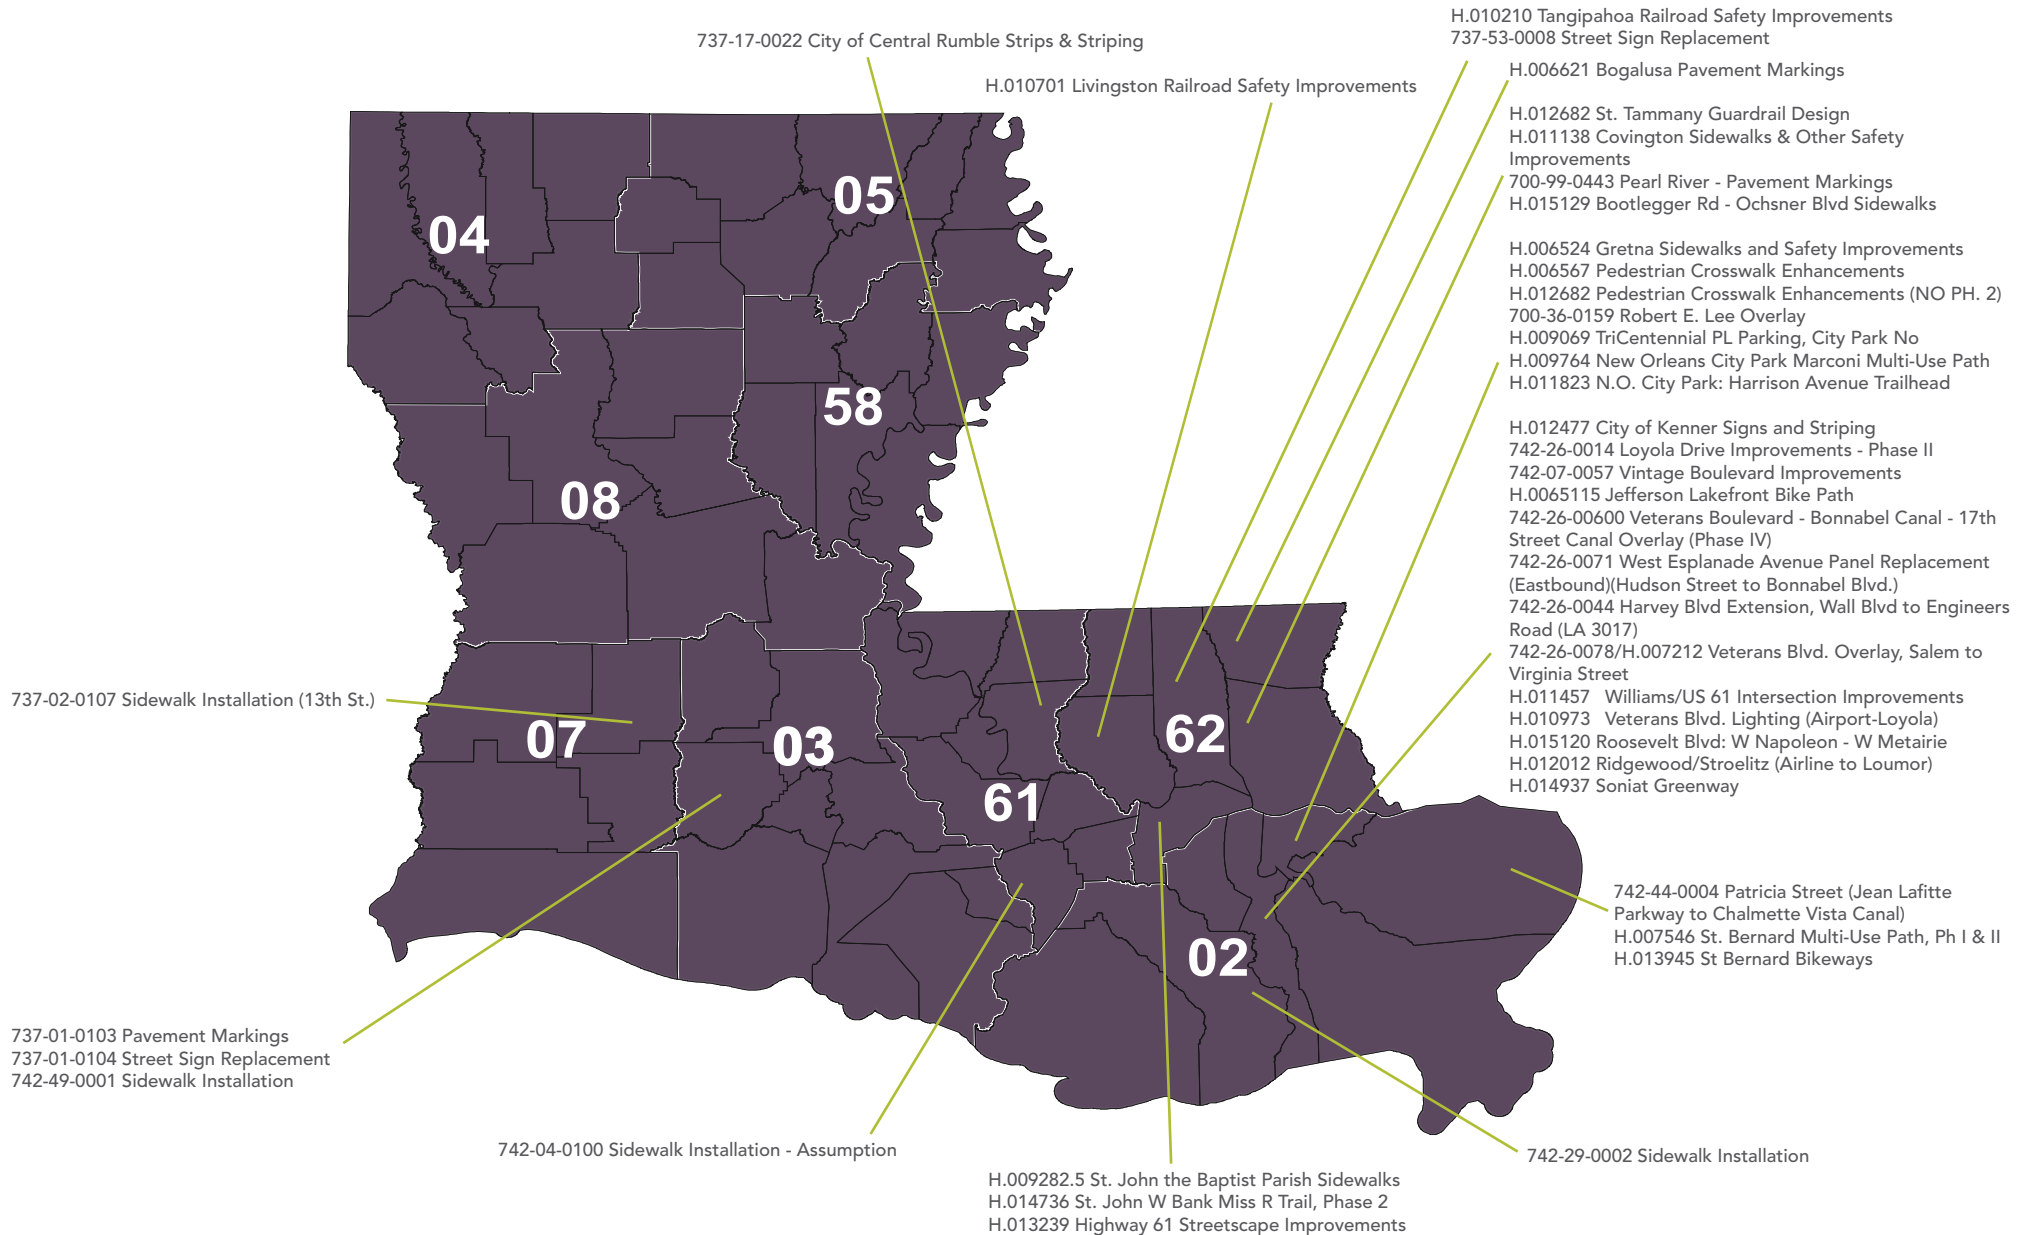 H.010210 Tangipahoa Railroad Safety Improvements
737-53-0008 Street Sign Replacement
737-17-0022 City of Central Rumble Strips & Striping
H.010701 Livingston Railroad Safety Improvements
H.006621 Bogalusa Pavement Markings
H.012682 St. Tammany Guardrail Design
H.011138 Covington Sidewalks & Other Safety
Improvements
700-99-0443 Pearl River - Pavement Markings
H.015129 Bootlegger Rd - Ochsner Blvd Sidewalks
H.006524 Gretna Sidewalks and Safety Improvements
H.006567 Pedestrian Crosswalk Enhancements
H.012682 Pedestrian Crosswalk Enhancements (NO PH. 2)
700-36-0159 Robert E. Lee Overlay
H.009069 TriCentennial PL Parking, City Park No
H.009764 New Orleans City Park Marconi Multi-Use Path
H.011823 N.O. City Park: Harrison Avenue Trailhead
H.012477 City of Kenner Signs and Striping
742-26-0014 Loyola Drive Improvements - Phase II
742-07-0057 Vintage Boulevard Improvements
H.0065115 Jefferson Lakefront Bike Path
742-26-00600 Veterans Boulevard - Bonnabel Canal - 17th
Street Canal Overlay (Phase IV)
742-26-0071 West Esplanade Avenue Panel Replacement
(Eastbound)(Hudson Street to Bonnabel Blvd.)
742-26-0044 Harvey Blvd Extension, Wall Blvd to Engineers
Road (LA 3017)
742-26-0078/H.007212 Veterans Blvd. Overlay, Salem to
Virginia Street
H.011457 Williams/US 61 Intersection Improvements
H.010973 Veterans Blvd. Lighting (Airport-Loyola)
H.015120 Roosevelt Blvd: W Napoleon - W Metairie
H.012012 Ridgewood/Stroelitz (Airline to Loumor)
H.014937 Soniat Greenway
05
04
58
08
737-02-0107 Sidewalk Installation (13th St.)
07
03
62
61
02
742-44-0004 Patricia Street (Jean Lafitte
Parkway to Chalmette Vista Canal)
H.007546 St. Bernard Multi-Use Path, Ph I & II
H.013945 St Bernard Bikeways
737-01-0103 Pavement Markings
737-01-0104 Street Sign Replacement
742-49-0001 Sidewalk Installation
742-04-0100 Sidewalk Installation - Assumption
742-29-0002 Sidewalk Installation
H.009282.5 St. John the Baptist Parish Sidewalks
H.014736 St. John W Bank Miss R Trail, Phase 2
H.013239 Highway 61 Streetscape Improvements